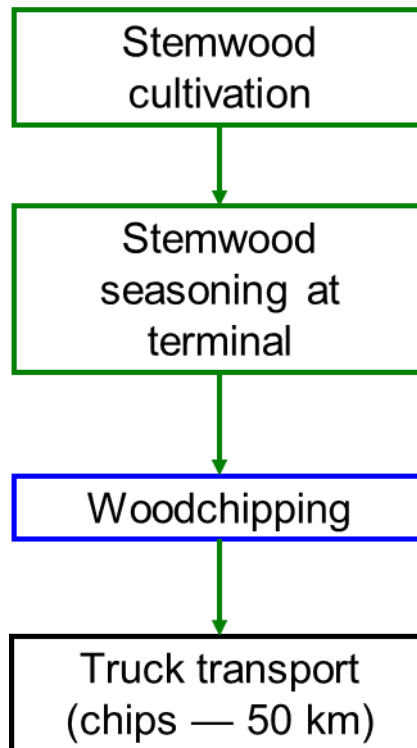 Stemwood
cultivation
Stemwood
seasoning at
terminal
Woodchipping
Truck transport
(chips — 50 km)